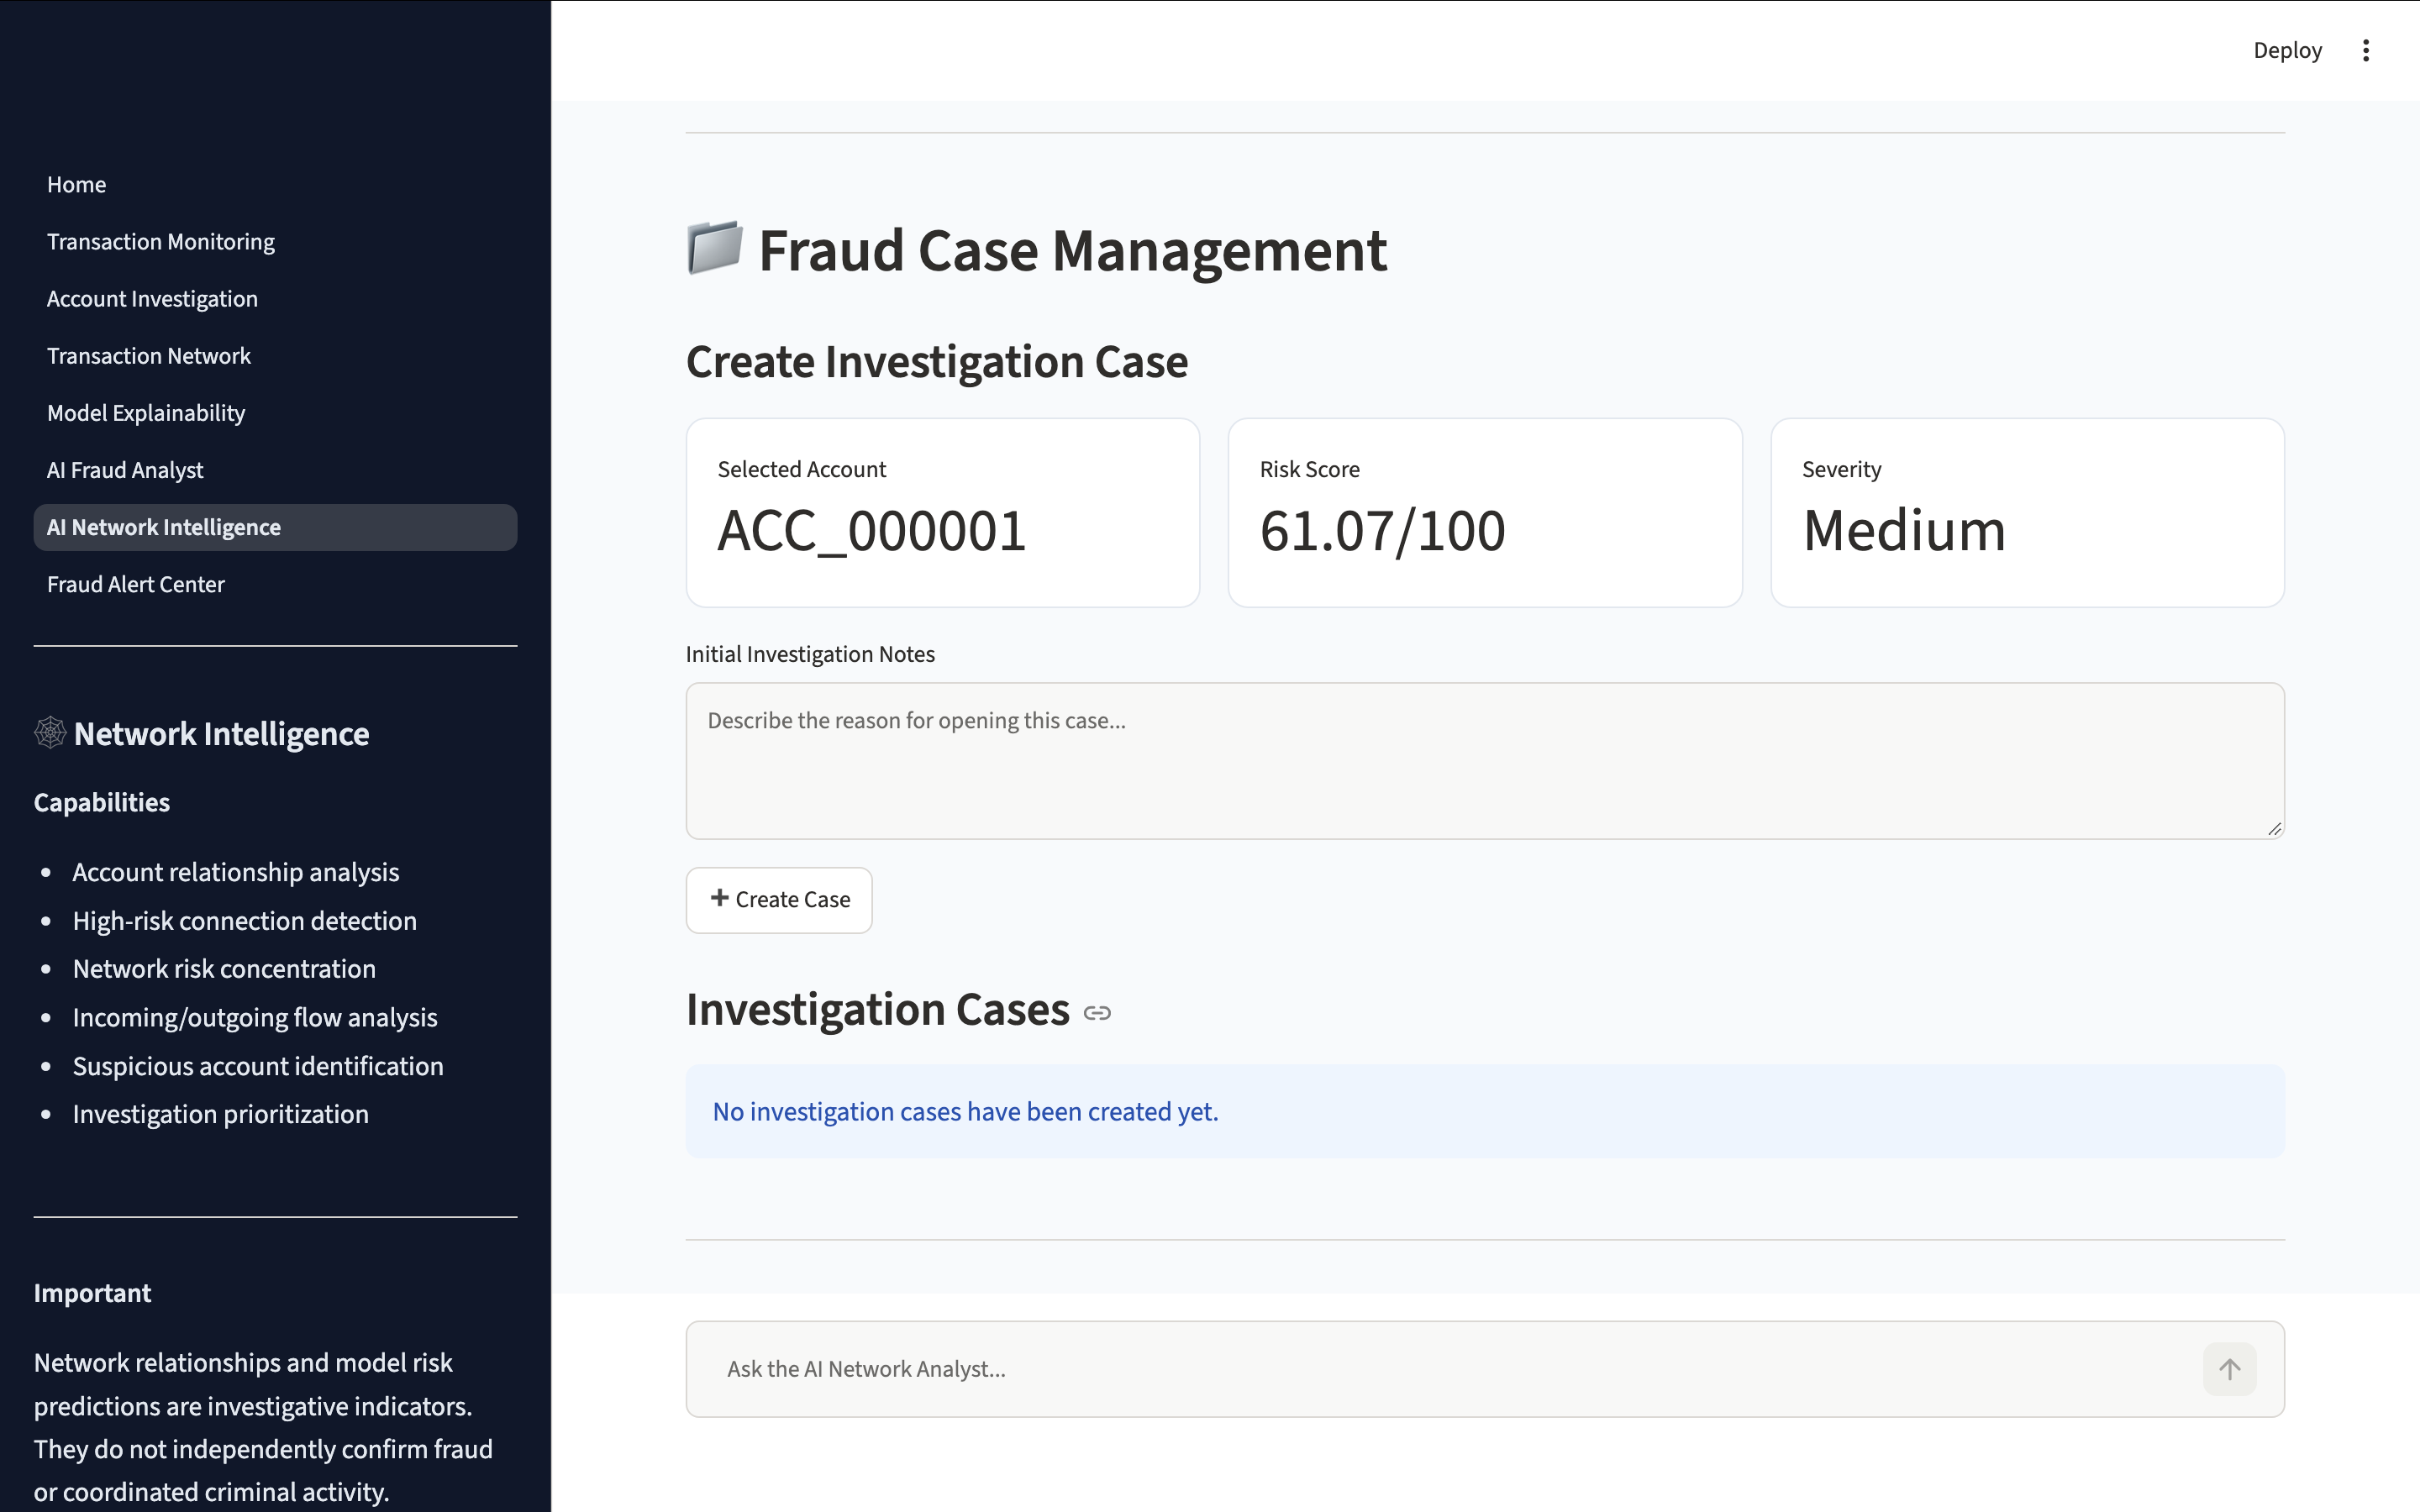 Deploy
Home
Transaction Monitoring
Account Investigation
Transaction Network
Model Explainability
AI Fraud Analyst
AI Network Intelligence
Fraud Alert Center
Network Intelligence
Capabilities
Account relationship analysis
High-risk connection detection
Network risk concentration
Incoming/outgoing flow analysis
Suspicious account identification
Investigation prioritization
Important
Network relationships and model risk
predictions are investigative indicators.
They do not independently confirm fraud
or coordinated criminal activity.
Fraud Case Management
Create Investigation Case
Selected Account
ACC_000001
Risk Score
61.07/100
Severity
Medium
Initial Investigation Notes
Describe the reason for opening this case...
+ Create Case
Investigation Cases
No investigation cases have been created yet.
Ask the AI Network Analyst...